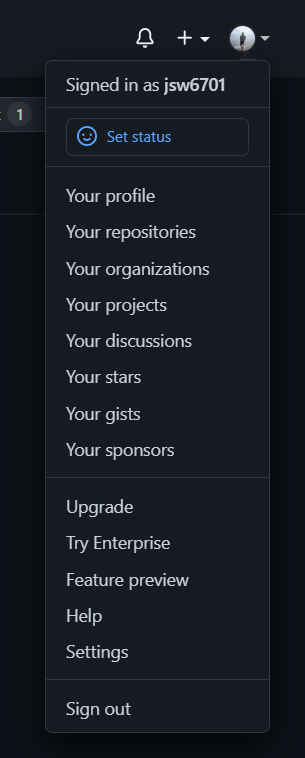 1
Signed in as jsw6701
Set status
Your profile
Your repositories
Your organizations
Your projects
Your discussions
Your stars
Your gists
Your sponsors
Upgrade
Try Enterprise
Feature preview
Help
Settings
Sign out